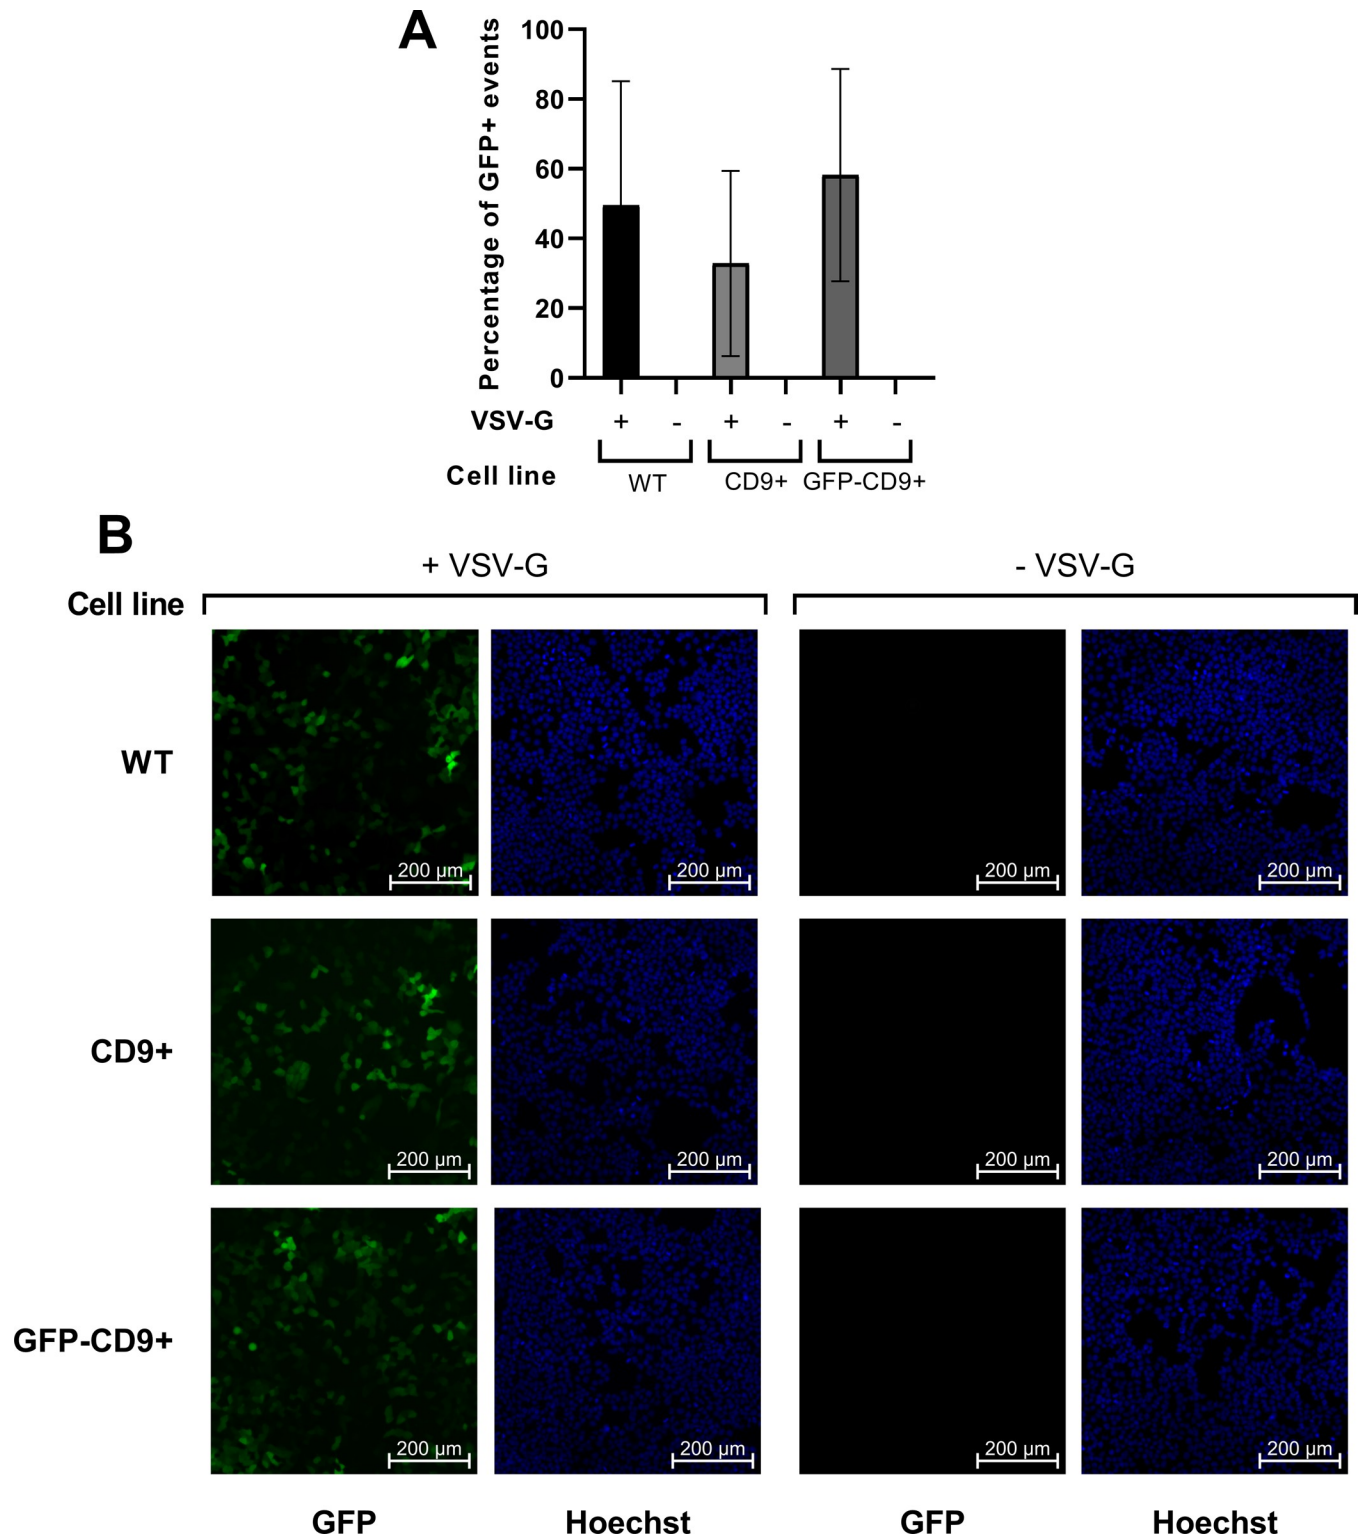 A
Percentage of GFP+ events
100
80
60
40
20
0
VSV-G + - + - + -
Cell line WT CD9+ GFP-CD9+
B
+ VSV-G - VSV-G
Cell line
WT
200 µm 200 µm 200 µm 200 µm
CD9+
200 µm 200 µm 200 µm 200 µm
GFP-CD9+
200 µm 200 µm 200 µm 200 µm
GFP Hoechst GFP Hoechst